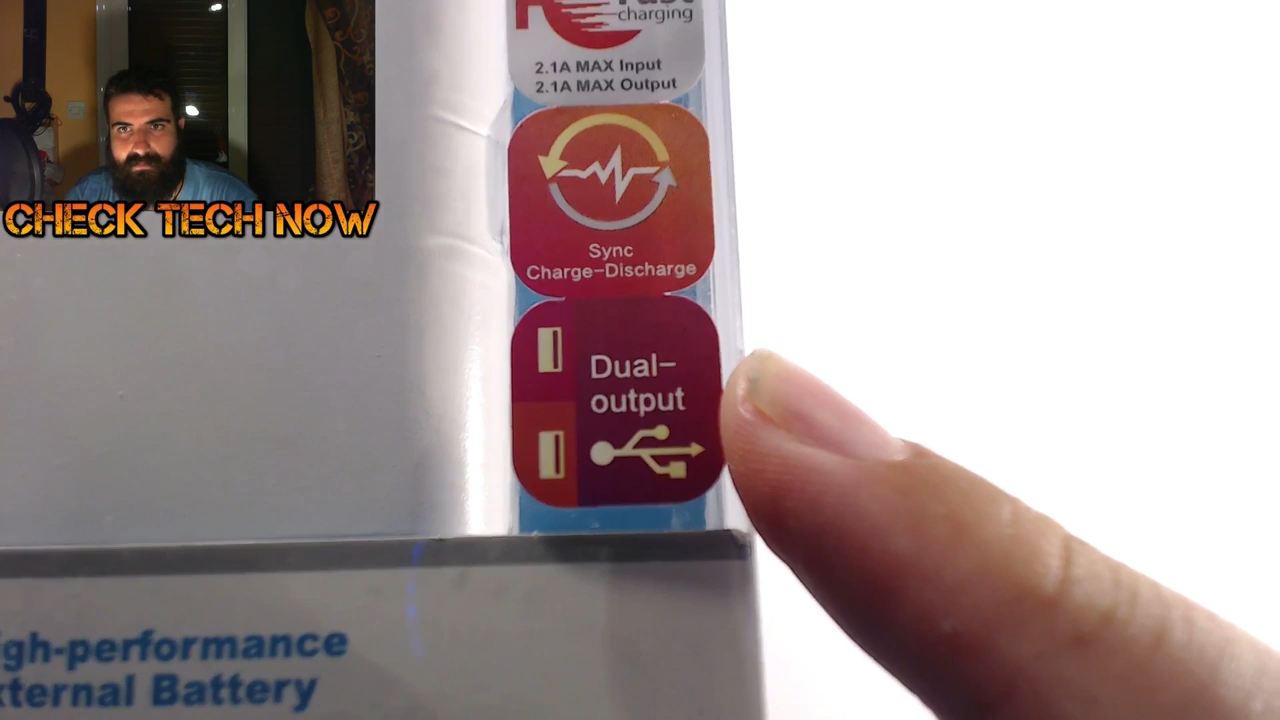 charging
2.1A MAX Input
2.1A MAX Output
CHECK TECH NOW
Sync
Charge-Discharge
Dual-
output
gh-performance
xternal Battery